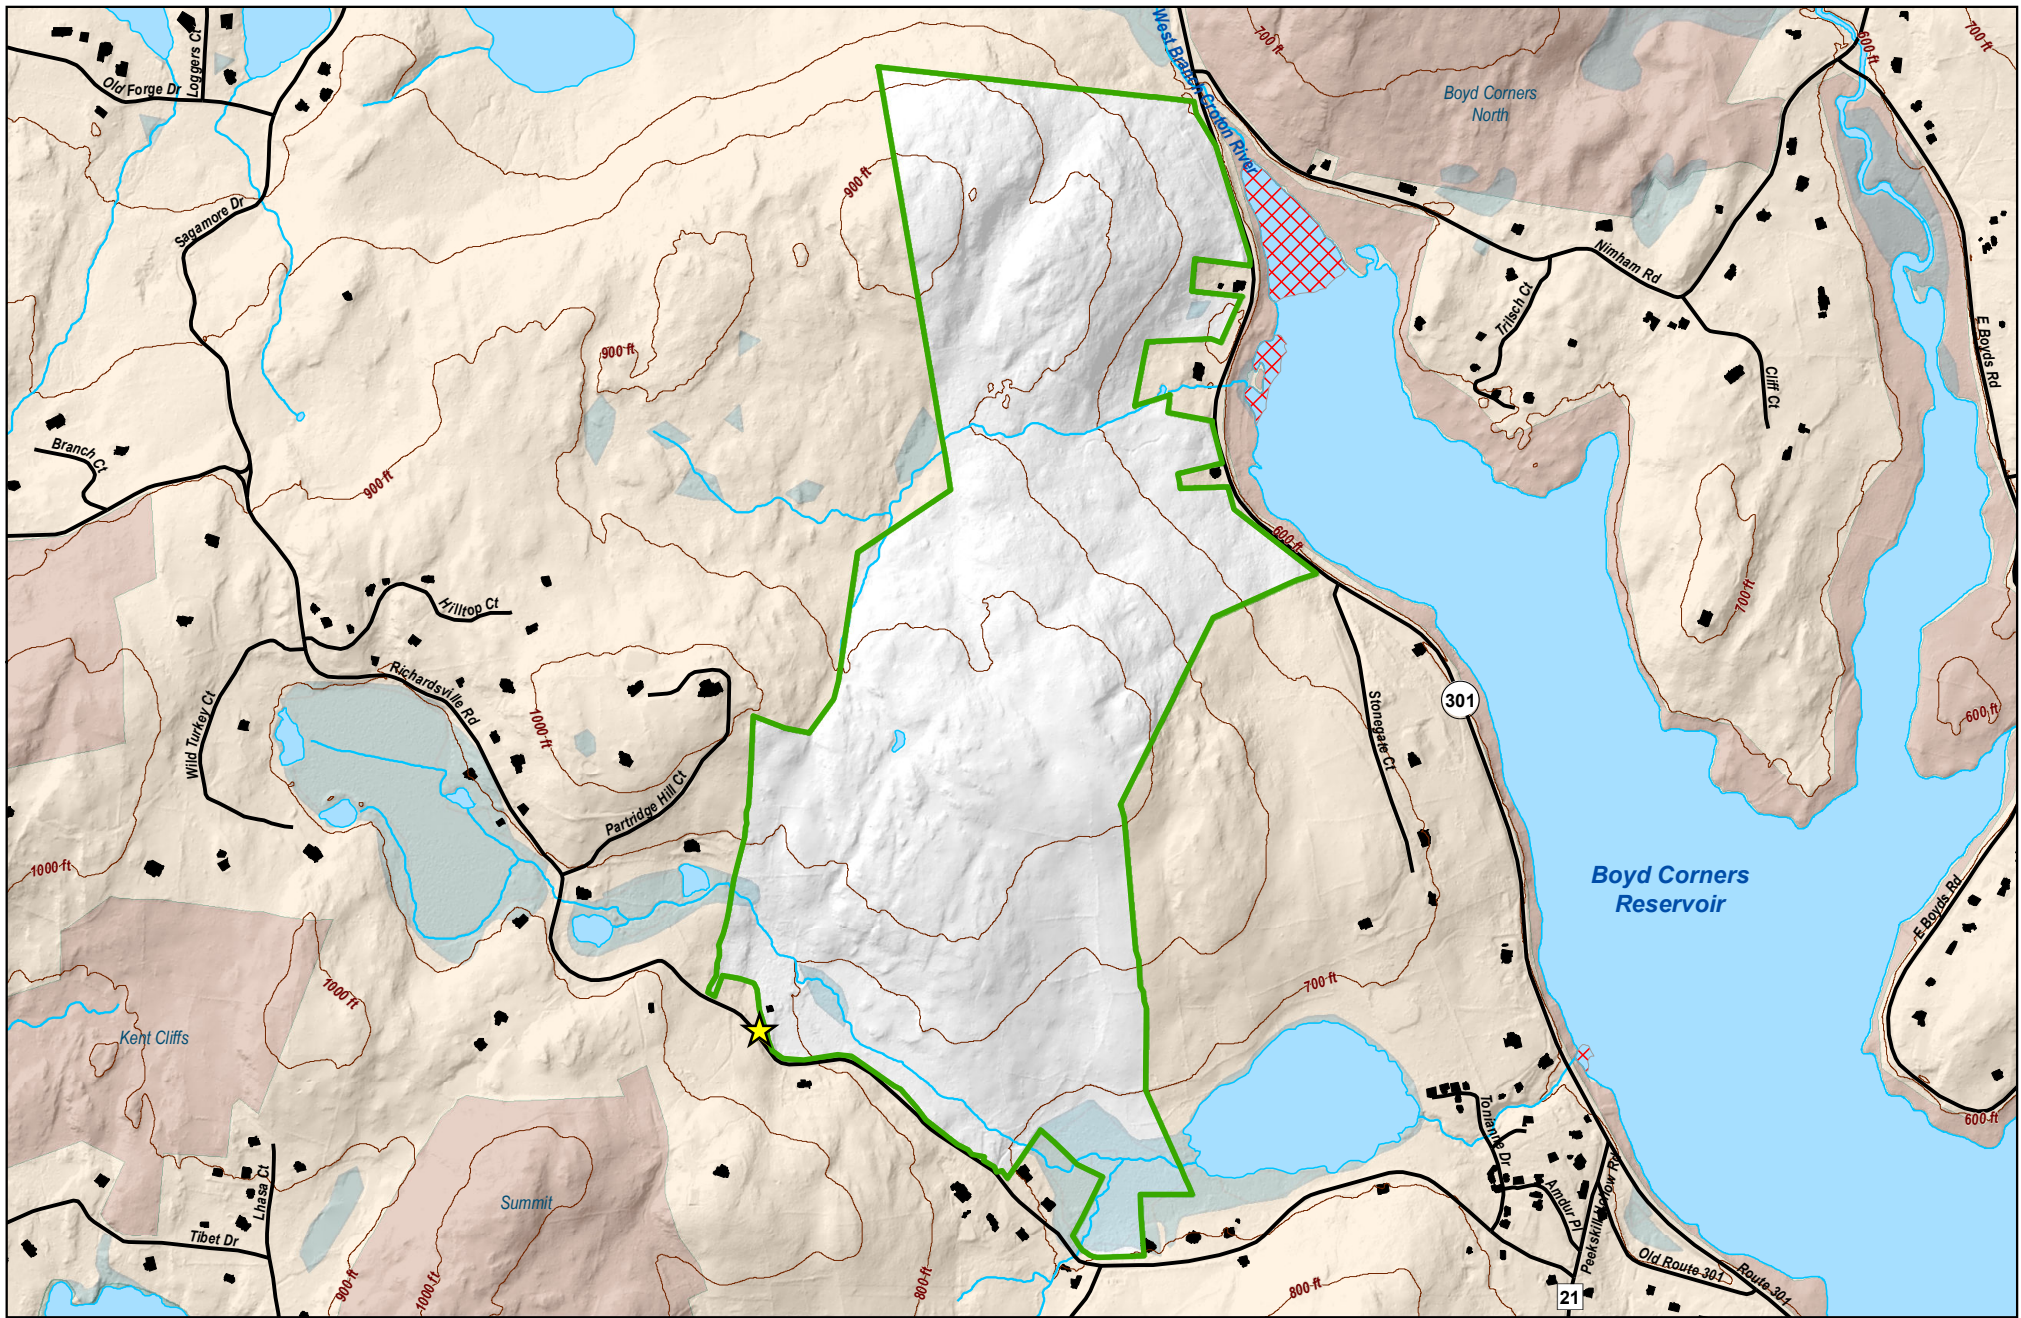 Loggers Ct
Old Forge Dr
Sagamore Dr
West Branch Croton River
700 ft
600 ft
700 ft
Boyd Corners
North
900 ft
Nimham Rd
Trilsch Ct
E Boyds Rd
Cliff Ct
900 ft
Branch Ct
900 ft
600 ft
700 ft
Hilltop Ct
Richardsville Rd
Wild Turkey Ct
1000 ft
Partridge Hill Ct
Stonegate Ct
301
600 ft
1000 ft
Boyd Corners
Reservoir
E Boyds Rd
1000 ft
700 ft
Kent Cliffs
Tonianne Dr
600 ft
Summit
Lhasa Ct
Tibet Dr
Amdur Pl
Peekskill Hollow Rd
Old Route 301
Route 301
900 ft
1000 ft
800 ft
800 ft
21